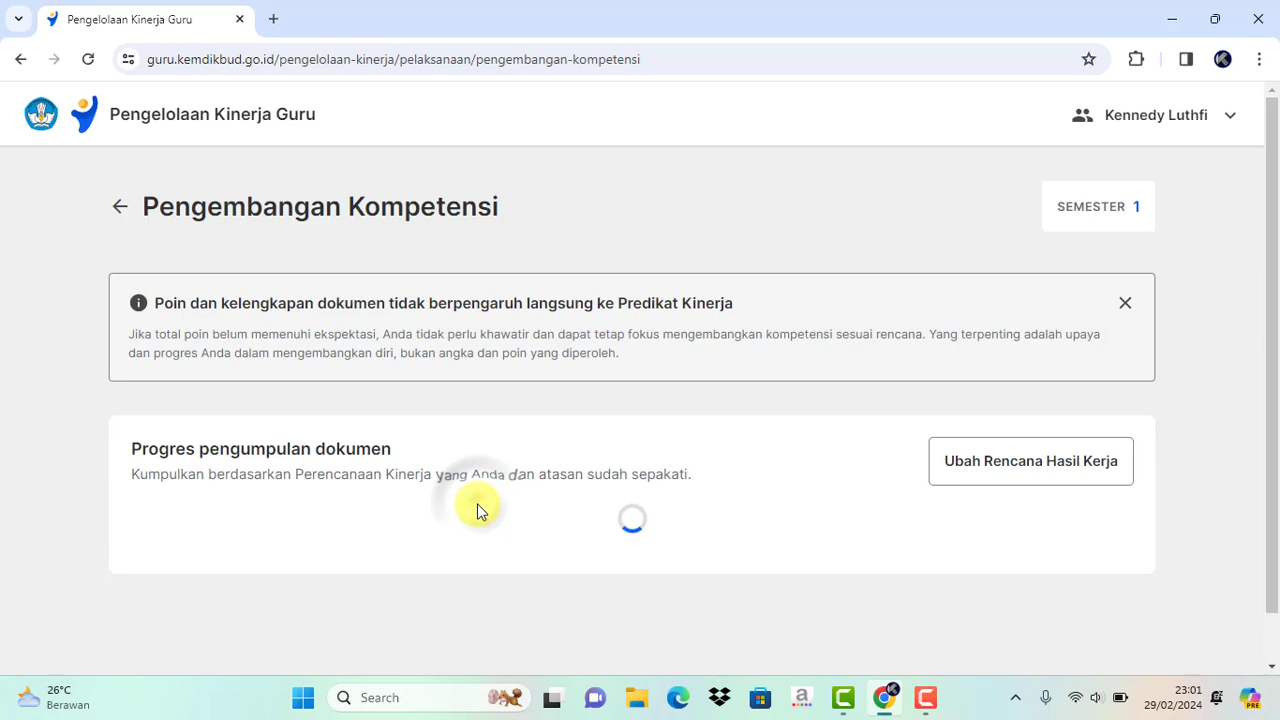 Pengelolaan Kinerja Guru
guru.kemdikbud.go.id/pengelolaan-kinerja/pelaksanaan/pengembangan-kompetensi
Pengelolaan Kinerja Guru
Kennedy Luthfi
Pengembangan Kompetensi
SEMESTER 1
Poin dan kelengkapan dokumen tidak berpengaruh langsung ke Predikat Kinerja
Jika total poin belum memenuhi ekspektasi, Anda tidak perlu khawatir dan dapat tetap fokus mengembangkan kompetensi sesuai rencana. Yang terpenting adalah upaya
dan progres Anda dalam mengembangkan diri, bukan angka dan poin yang diperoleh.
Progres pengumpulan dokumen
Kumpulkan berdasarkan Perencanaan Kinerja yang Anda dan atasan sudah sepakati.
Ubah Rencana Hasil Kerja
26°C
Berawan
Search
a
PRE
23:01
29/02/2024